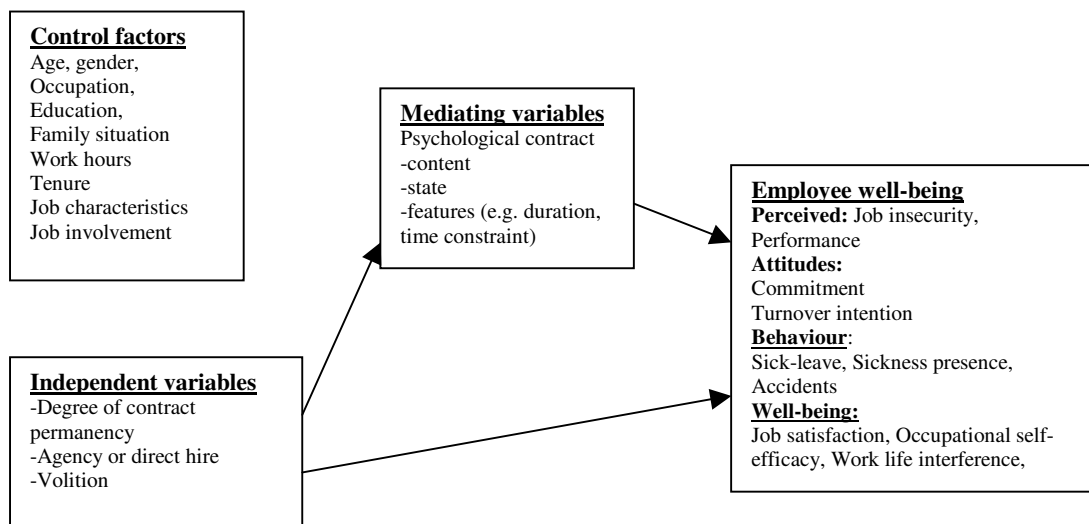 Control factors
Age, gender,
Occupation,
Education,
Family situation
Work hours
Tenure
Job characteristics
Job involvement
Mediating variables
Psychological contract
-content
-state
-features (e.g. duration,
time constraint)
Employee well-being
Perceived: Job insecurity,
Performance
Attitudes:
Commitment
Turnover intention
Behaviour:
Sick-leave, Sickness presence,
Accidents
Well-being:
Job satisfaction, Occupational self-
efficacy, Work life interference,
Independent variables
-Degree of contract
permanency
-Agency or direct hire
-Volition